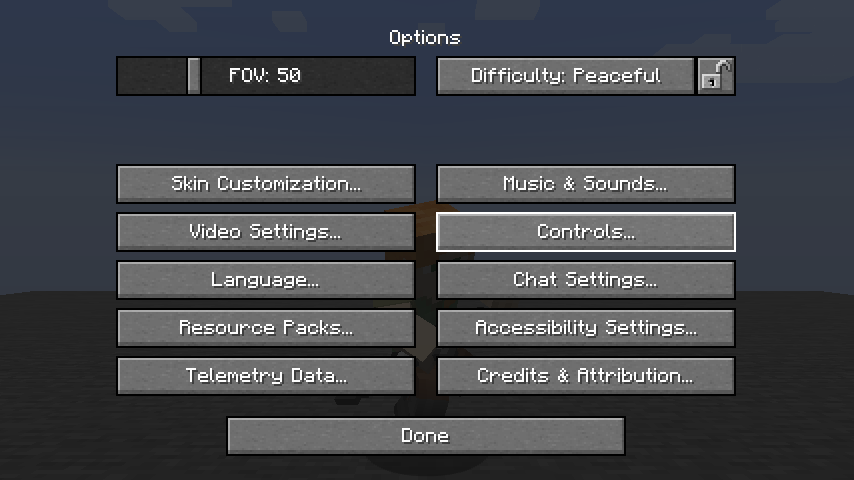 Options
FOV: 50
Difficulty: Peaceful
Skin Customization...
Music & Sounds...
Video Settings...
Controls...
Language...
Chat Settings...
Resource Packs...
Accessibility Settings...
Telemetry Data...
Credits & Attribution...
Done